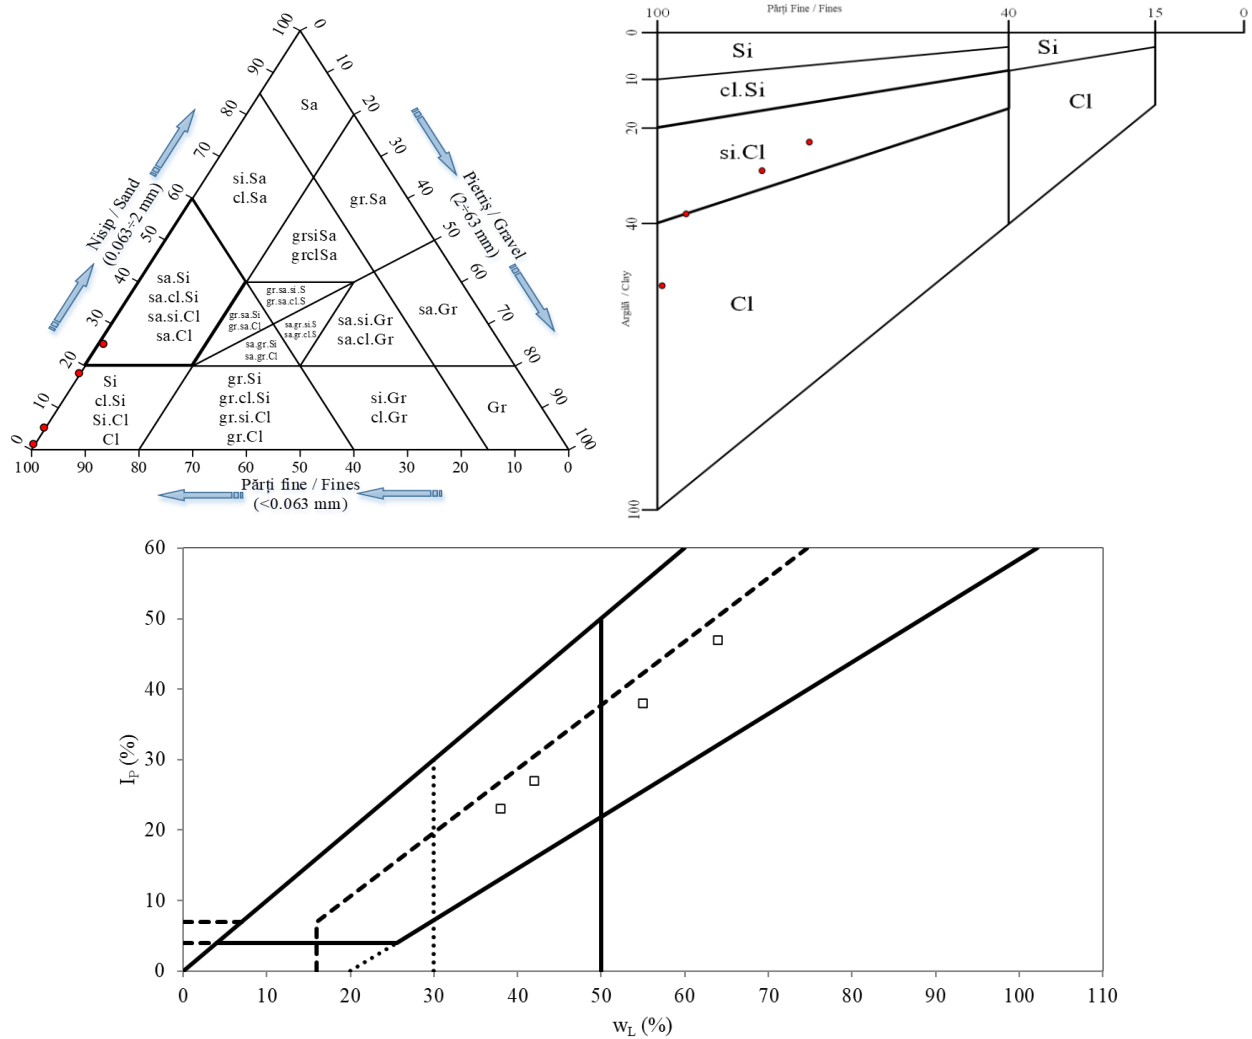 100
0
90
10
80
20
70
30
60
40
50
50
40
60
30
70
20
80
10
90
0
100
Nisip / Sand
(0.063÷2 mm)
Pietriș / Gravel
(2÷63 mm)
Sa
si.Sa
cl.Sa
gr.Sa
grsiSa
grclSa
sa.Si
sa.cl.Si
sa.si.Cl
sa.Cl
gr.sa.si.S
gr.sa.cl.S
gr.sa.Si
gr.sa.Cl
sa.gr.si.S
sa.gr.cl.S
sa.gr.Si
sa.gr.Cl
sa.si.Gr
sa.cl.Gr
sa.Gr
Si
cl.Si
Si.Cl
Cl
gr.Si
gr.cl.Si
gr.si.Cl
gr.Cl
si.Gr
cl.Gr
Gr
100 90 80 70 60 50 40 30 20 10 0
Părți fine / Fines
(<0.063 mm)
Părți Fine / Fines
100 40 15 0
0
10
20
40
100
Argilă / Clay
Si
Si
cl.Si
Cl
si.Cl
Cl
60
50
40
30
20
10
0
I_P (%)
0 10 20 30 40 50 60 70 80 90 100 110
w_L (%)